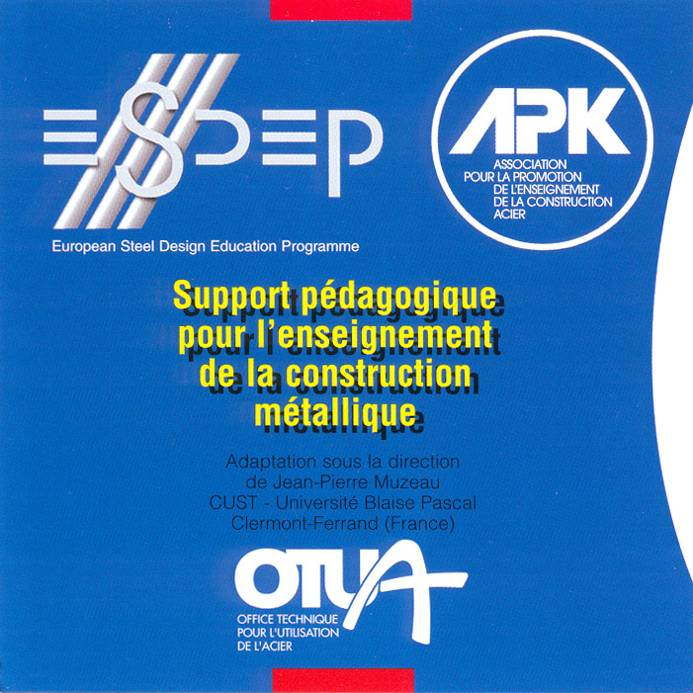 ESDEP
European Steel Design Education Programme
APK
ASSOCIATION
POUR LA PROMOTION
DE L'ENSEIGNEMENT
DE LA CONSTRUCTION
ACIER
Support pédagogique
pour l'enseignement
de la construction
métallique
Adaptation sous la direction
de Jean-Pierre Muzeau
CUST - Université Blaise Pascal
Clermont-Ferrand (France)
OTUA
OFFICE TECHNIQUE
POUR L'UTILISATION
DE L'ACIER